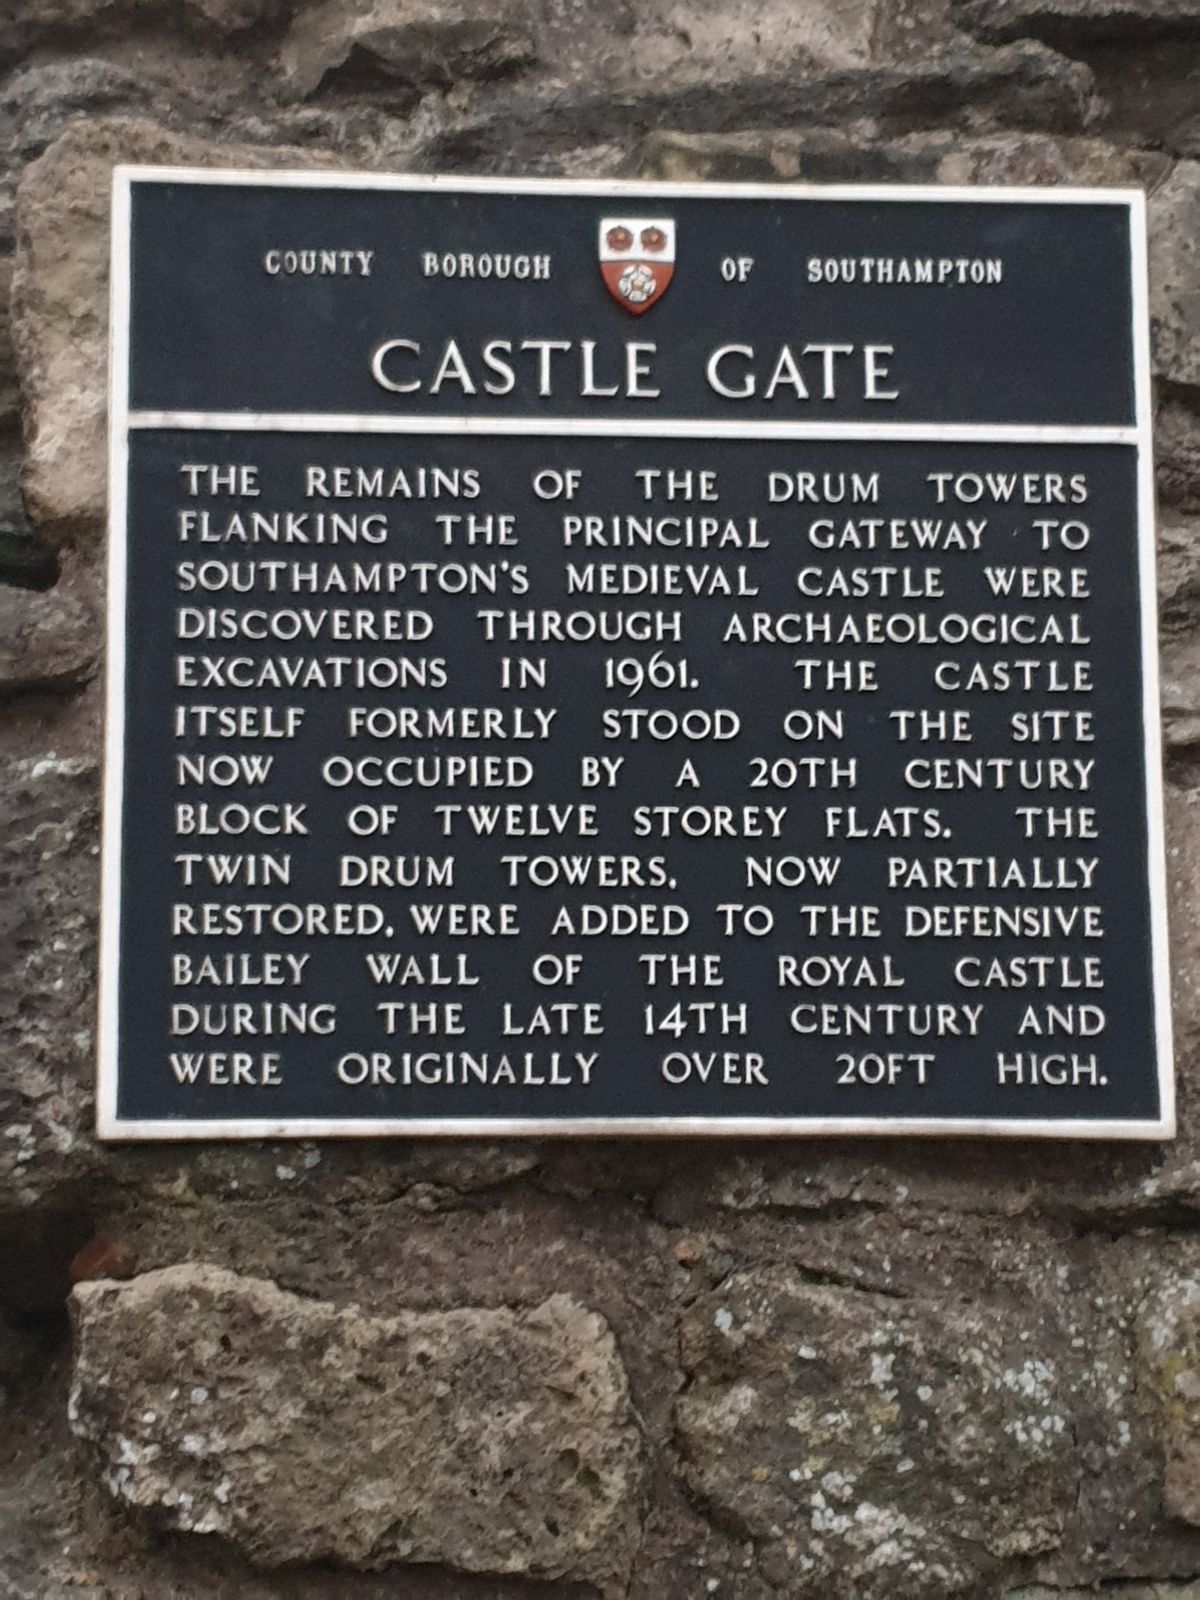 COUNTY BOROUGH OF SOUTHAMPTON
CASTLE GATE
THE REMAINS OF THE DRUM TOWERS
FLANKING THE PRINCIPAL GATEWAY TO
SOUTHAMPTON'S MEDIEVAL CASTLE WERE
DISCOVERED THROUGH ARCHAEOLOGICAL
EXCAVATIONS IN 1961. THE CASTLE
ITSELF FORMERLY STOOD ON THE SITE
NOW OCCUPIED BY A 20TH CENTURY
BLOCK OF TWELVE STOREY FLATS. THE
TWIN DRUM TOWERS, NOW PARTIALLY
RESTORED, WERE ADDED TO THE DEFENSIVE
BAILEY WALL OF THE ROYAL CASTLE
DURING THE LATE 14TH CENTURY AND
WERE ORIGINALLY OVER 20FT HIGH.